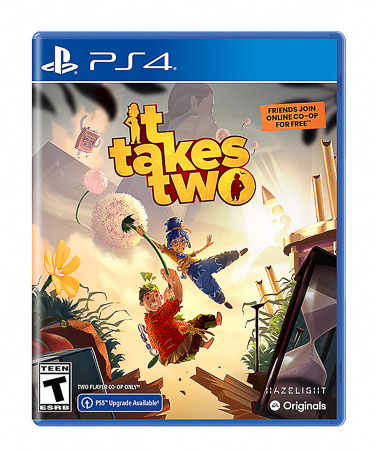 PS4
FRIENDS JOIN
ONLINE CO-OP
FOR FREE**
it
takes
two
TEEN
T
ESRB
TWO PLAYER CO-OP ONLY*
PS5™ Upgrade Available†
HAZELIGHT
EA Originals